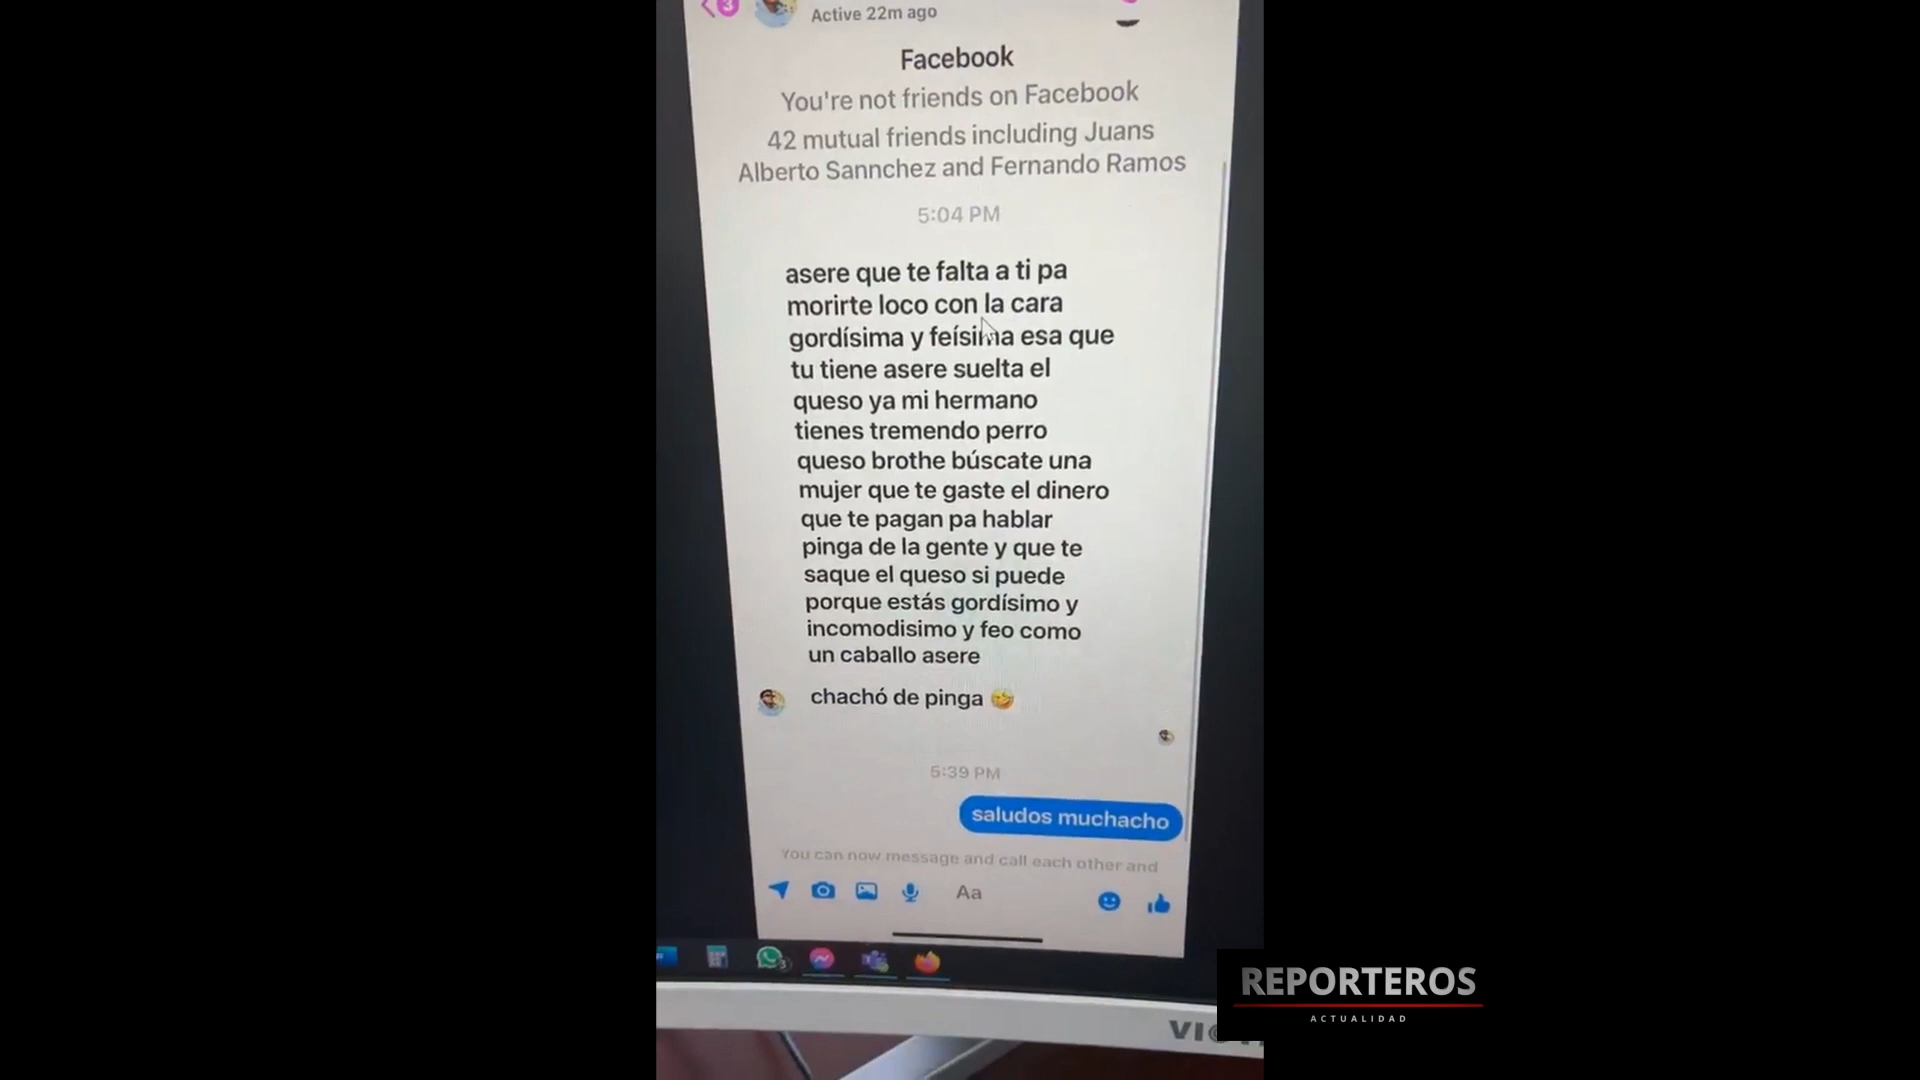 3
Active 22m ago
Facebook
You're not friends on Facebook
42 mutual friends including Juans
Alberto Sannchez and Fernando Ramos
5:04 PM
asere que te falta a ti pa
morirte loco con la cara
gordísima y feísima esa que
tu tiene asere suelta el
queso ya mi hermano
tienes tremendo perro
queso brothe búscate una
mujer que te gaste el dinero
que te pagan pa hablar
pinga de la gente y que te
saque el queso si puede
porque estás gordísimo y
incomodisimo y feo como
un caballo asere
chachó de pinga 🤣
5:39 PM
saludos muchacho
You can now message and call each other and
Aa
3
REPORTEROS
ACTUALIDAD